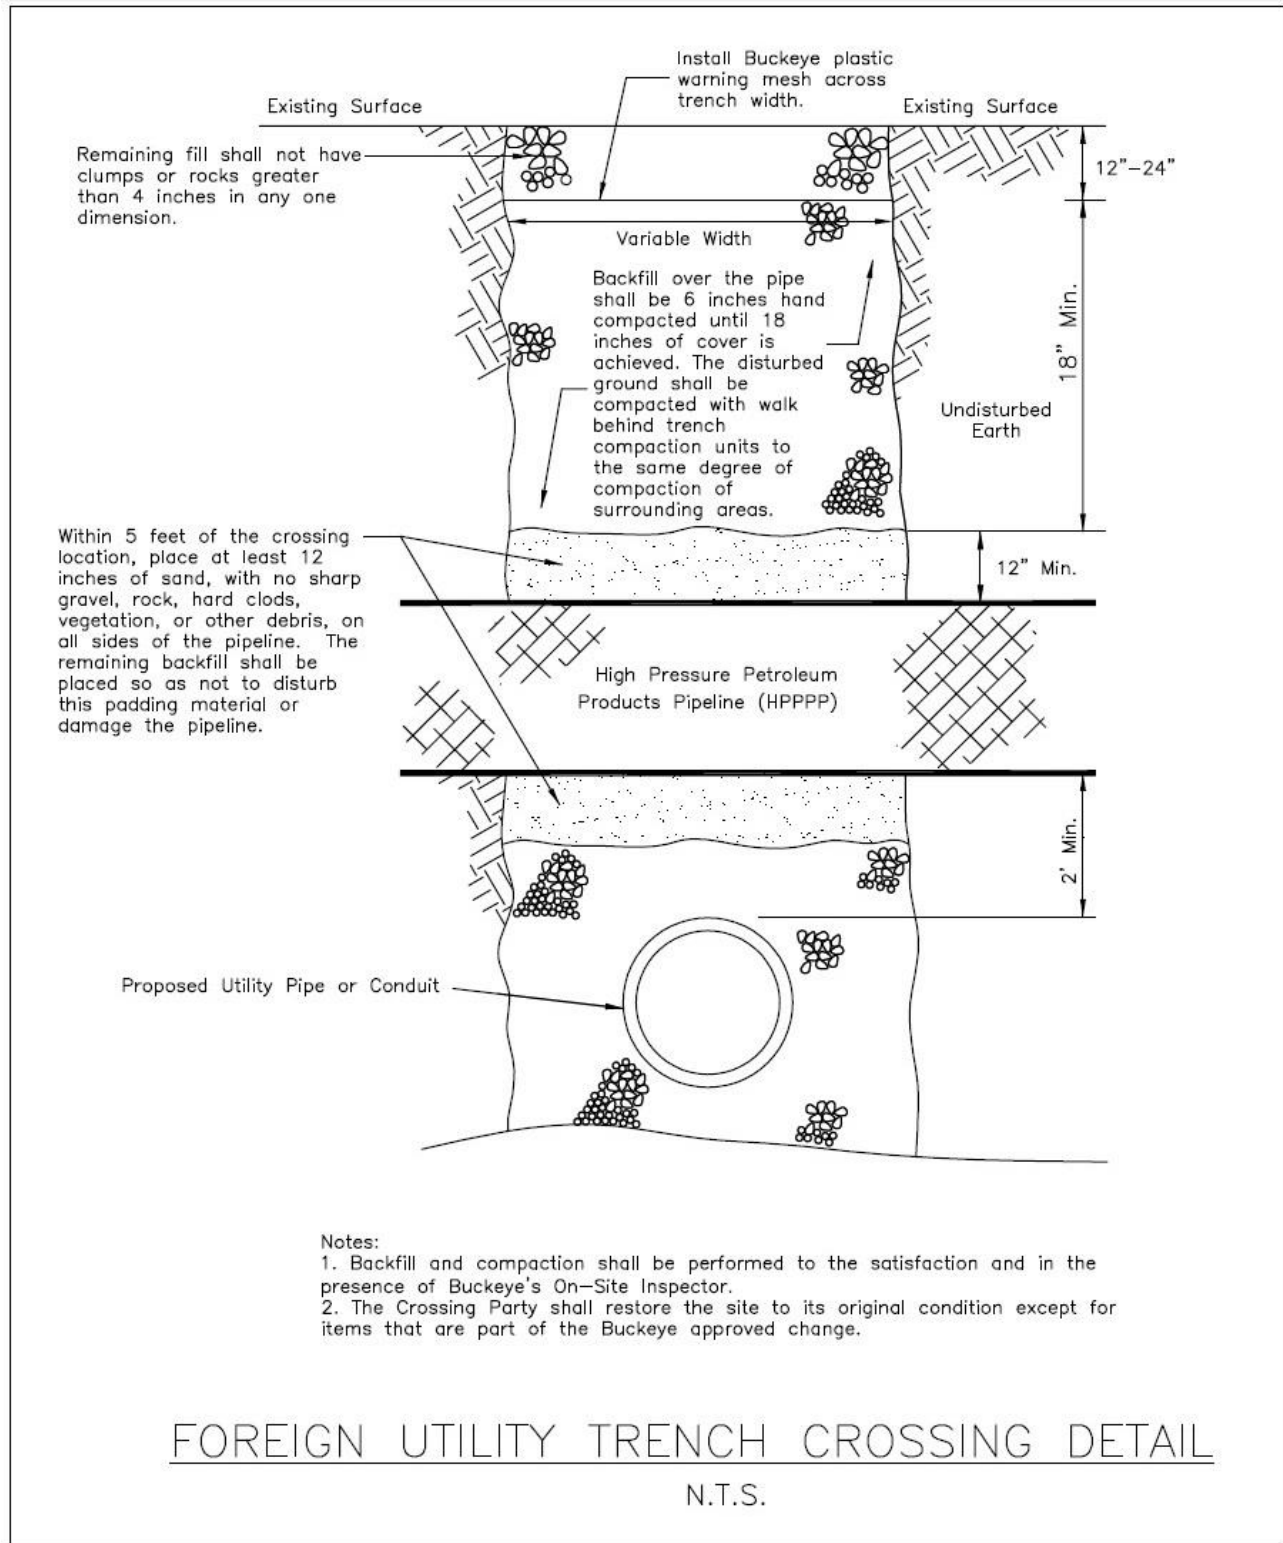 Install Buckeye plastic
warning mesh across
trench width.
Existing Surface
Existing Surface
Remaining fill shall not have
clumps or rocks greater
than 4 inches in any one
dimension.
12"-24"
Variable Width
Backfill over the pipe
shall be 6 inches hand
compacted until 18
inches of cover is
achieved. The disturbed
ground shall be
compacted with walk
behind trench
compaction units to
the same degree of
compaction of
surrounding areas.
18" Min.
Undisturbed
Earth
Within 5 feet of the crossing
location, place at least 12
inches of sand, with no sharp
gravel, rock, hard clods,
vegetation, or other debris, on
all sides of the pipeline. The
remaining backfill shall be
placed so as not to disturb
this padding material or
damage the pipeline.
12" Min.
High Pressure Petroleum
Products Pipeline (HPPPP)
2' Min.
Proposed Utility Pipe or Conduit
Notes:
1. Backfill and compaction shall be performed to the satisfaction and in the
presence of Buckeye's On-Site Inspector.
2. The Crossing Party shall restore the site to its original condition except for
items that are part of the Buckeye approved change.
FOREIGN UTILITY TRENCH CROSSING DETAIL
N.T.S.